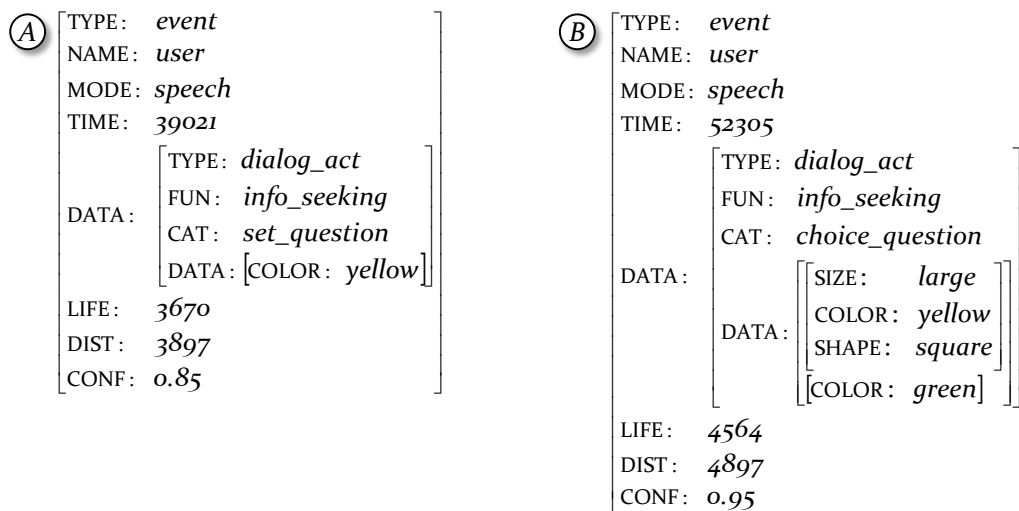 A
TYPE: event
NAME: user
MODE: speech
TIME: 39021
DATA:
TYPE: dialog_act
FUN: info_seeking
CAT: set_question
DATA: [COLOR: yellow]
LIFE: 3670
DIST: 3897
CONF: 0.85
B
TYPE: event
NAME: user
MODE: speech
TIME: 52305
DATA:
TYPE: dialog_act
FUN: info_seeking
CAT: choice_question
DATA:
SIZE: large
COLOR: yellow
SHAPE: square
[COLOR: green]
LIFE: 4564
DIST: 4897
CONF: 0.95